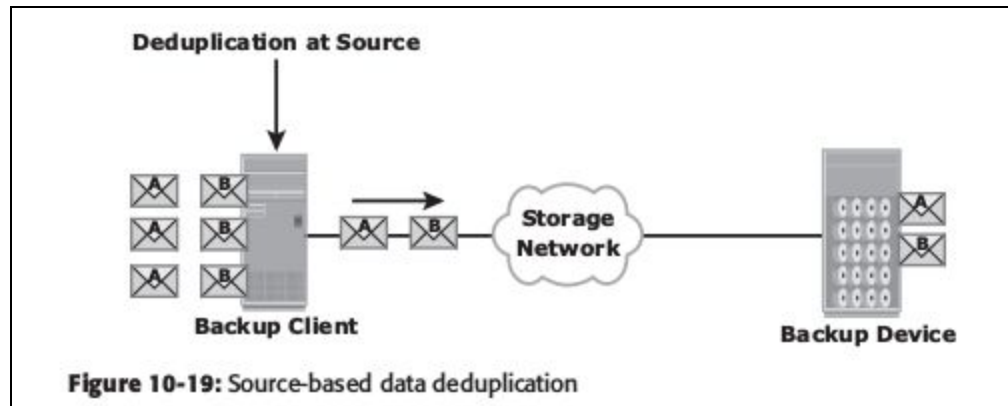 Deduplication at Source
A B
A B
A B
A B
Storage
Network
A
B
Backup Client
Backup Device
Figure 10-19: Source-based data deduplication